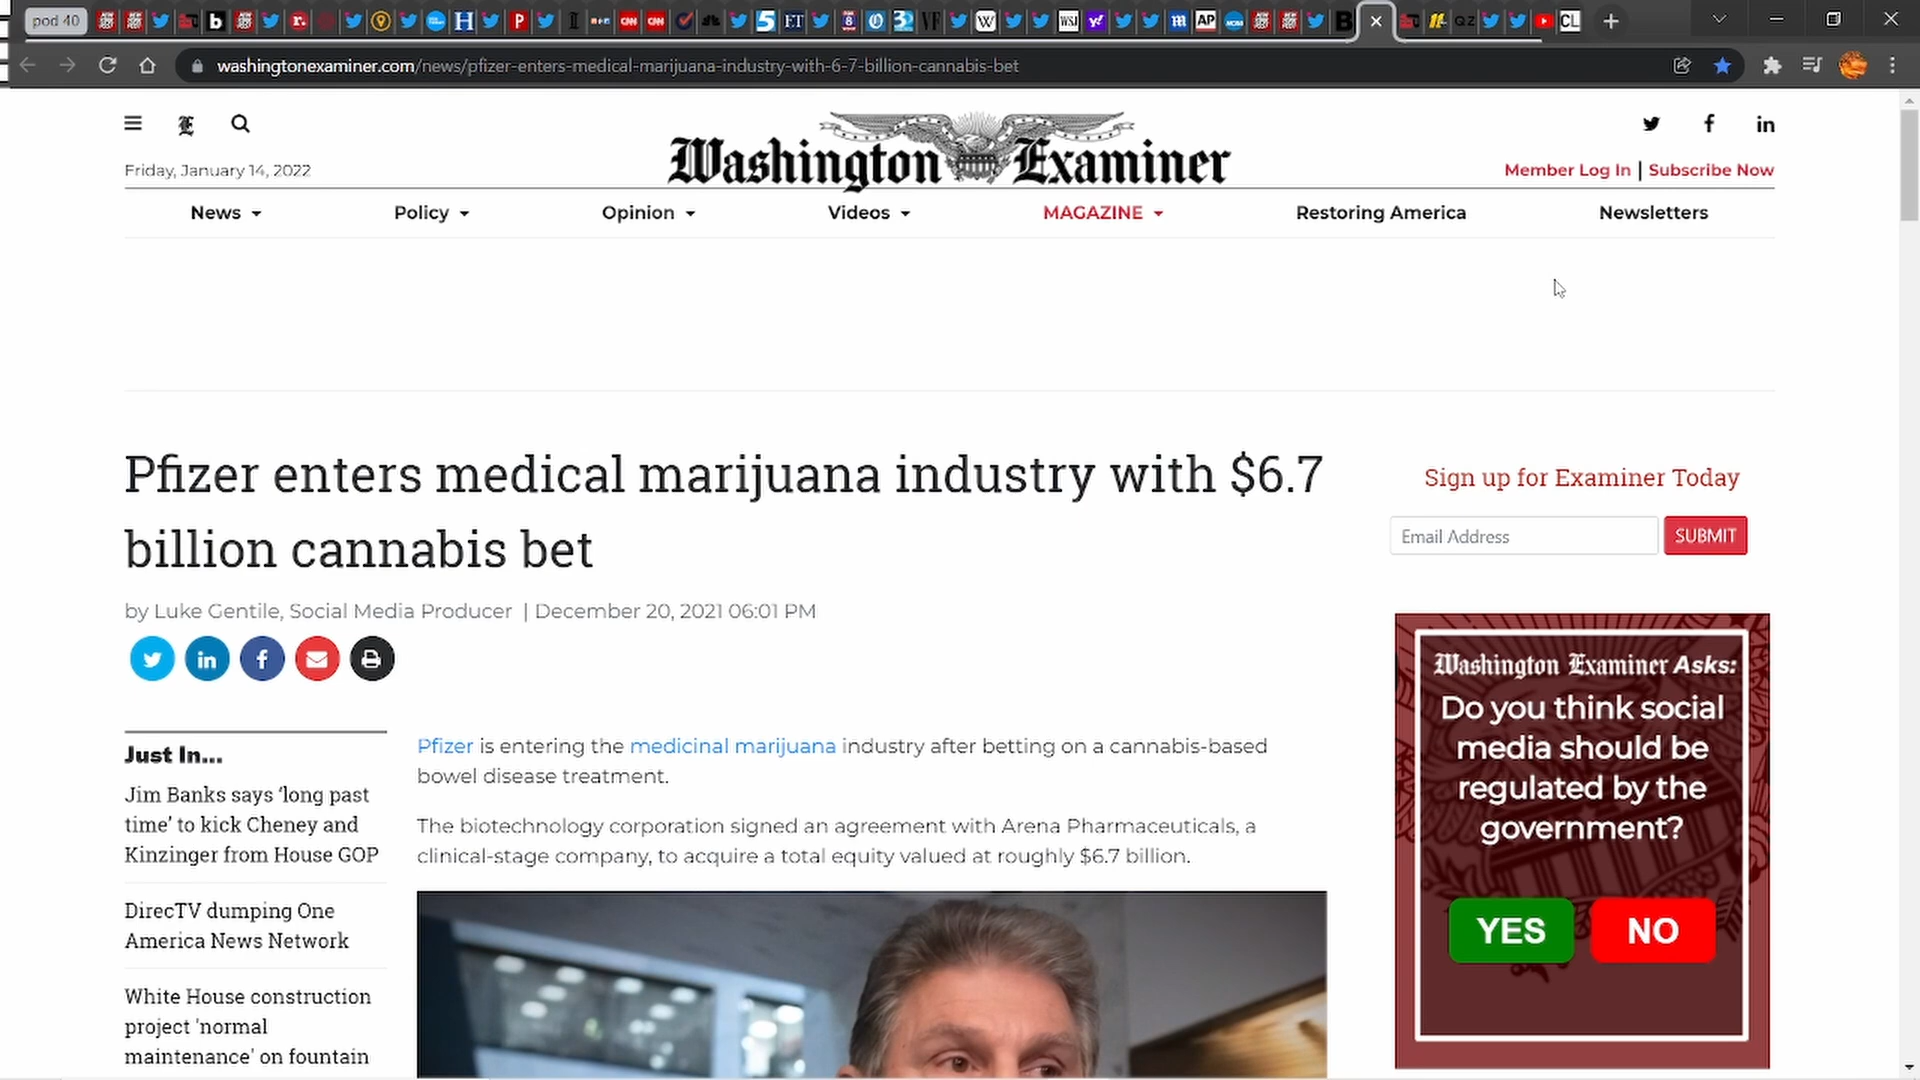 pod 40
washingtonexaminer.com/news/pfizer-enters-medical-marijuana-industry-with-6-7-billion-cannabis-bet
Washington Examiner
Friday, January 14, 2022
Member Log In | Subscribe Now
News
Policy
Opinion
Videos
MAGAZINE
Restoring America
Newsletters
Pfizer enters medical marijuana industry with $6.7
billion cannabis bet
by Luke Gentile, Social Media Producer | December 20, 2021 06:01 PM
Just In...
Jim Banks says ‘long past
time’ to kick Cheney and
Kinzinger from House GOP
DirecTV dumping One
America News Network
White House construction
project 'normal
maintenance' on fountain
Pfizer is entering the medicinal marijuana industry after betting on a cannabis-based
bowel disease treatment.
The biotechnology corporation signed an agreement with Arena Pharmaceuticals, a
clinical-stage company, to acquire a total equity valued at roughly $6.7 billion.
Sign up for Examiner Today
Email Address
SUBMIT
Washington Examiner Asks:
Do you think social
media should be
regulated by the
government?
YES
NO